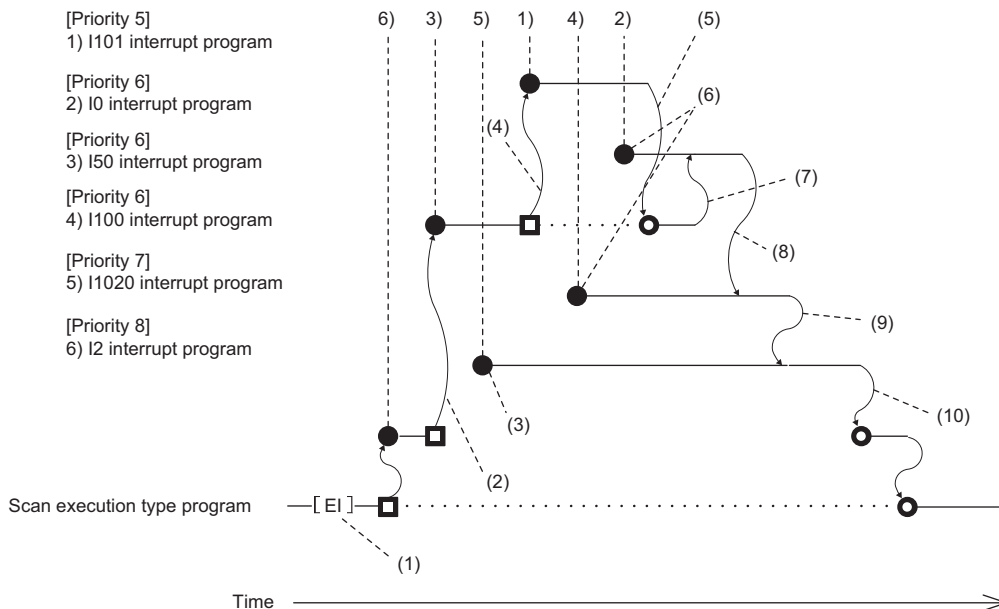 [Priority 5]
1) I101 interrupt program
[Priority 6]
2) I0 interrupt program
[Priority 6]
3) I50 interrupt program
[Priority 6]
4) I100 interrupt program
[Priority 7]
5) I1020 interrupt program
[Priority 8]
6) I2 interrupt program
6) 3) 5) 1) 4) 2) (5)
(6)
(4)
(7)
(8)
(9)
(10)
(3)
(2)
Scan execution type program
[ EI ]
(1)
Time